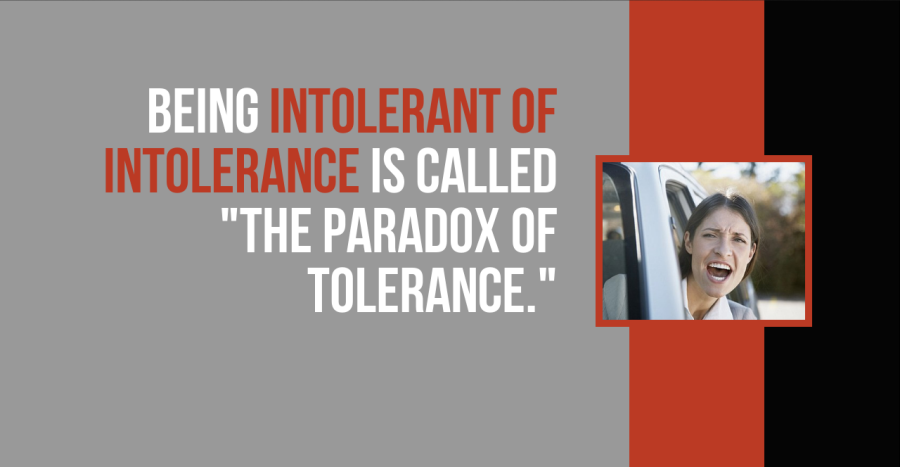 BEING INTOLERANT OF
INTOLERANCE IS CALLED
"THE PARADOX OF
TOLERANCE."